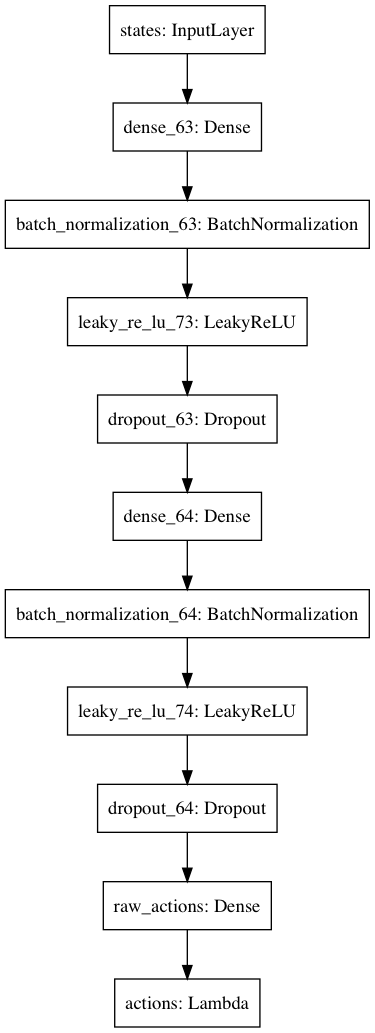 states: InputLayer
dense_63: Dense
batch_normalization_63: BatchNormalization
leaky_re_lu_73: LeakyReLU
dropout_63: Dropout
dense_64: Dense
batch_normalization_64: BatchNormalization
leaky_re_lu_74: LeakyReLU
dropout_64: Dropout
raw_actions: Dense
actions: Lambda